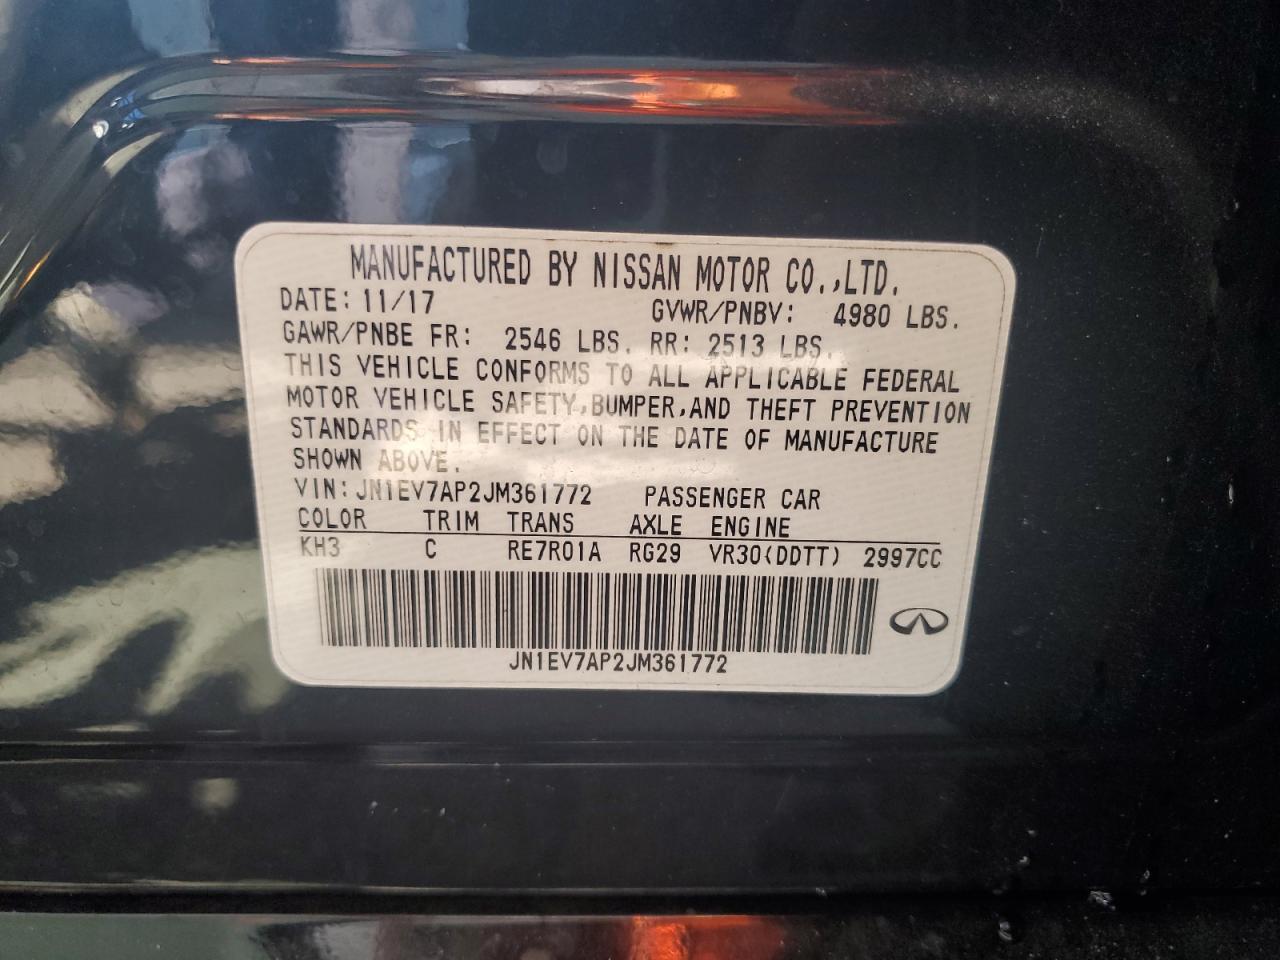 MANUFACTURED BY NISSAN MOTOR CO.,LTD.
DATE: 11/17 GVWR/PNBV: 4980 LBS.
GAWR/PNBE FR: 2546 LBS. RR: 2513 LBS.
THIS VEHICLE CONFORMS TO ALL APPLICABLE FEDERAL
MOTOR VEHICLE SAFETY,BUMPER,AND THEFT PREVENTION
STANDARDS IN EFFECT ON THE DATE OF MANUFACTURE
SHOWN ABOVE.
VIN: JN1EV7AP2JM361772 PASSENGER CAR
COLOR TRIM TRANS AXLE ENGINE
KH3 C RE7R01A RG29 VR30(DDTT) 2997CC
JN1EV7AP2JM361772